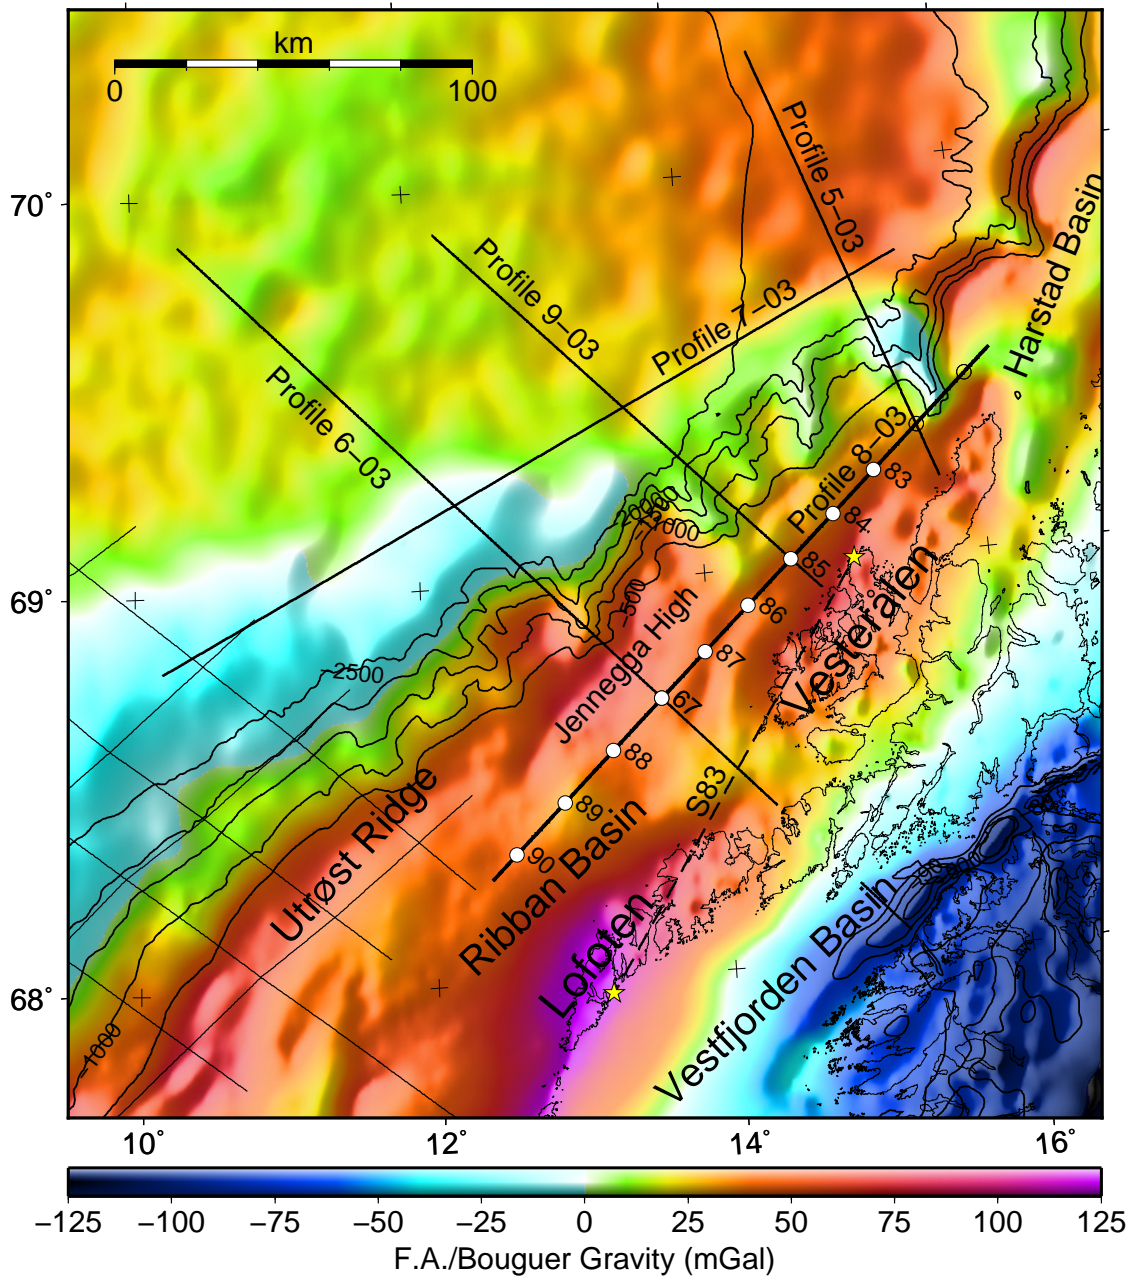 km
0 100
Profile 5−03
70°
Harstad Basin
Profile 9−03
Profile 7−03
Profile 6−03
Profile 8−03
83
−2000
−1000
84
85
69°
−500
86
Vesterålen
Jennegga High
87
−2500
67
88
S83
Utrøst Ridge
89
90
Ribban Basin
Lofoten
Vestfjorden Basin
68°
−1000
10° 12° 14° 16°
−125 −100 −75 −50 −25 0 25 50 75 100 125
F.A./Bouguer Gravity (mGal)